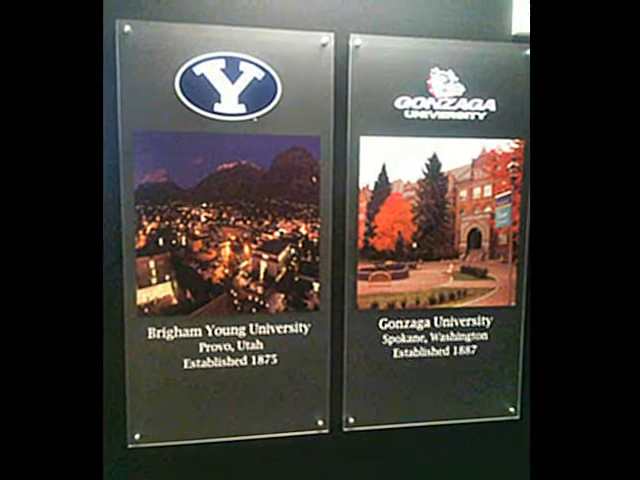 Y
Brigham Young University
Provo, Utah
Established 1875
GONZAGA
UNIVERSITY
Gonzaga University
Spokane, Washington
Established 1887